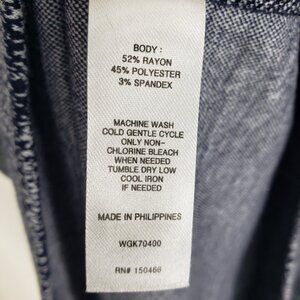 BODY :
52% RAYON
45% POLYESTER
3% SPANDEX
MACHINE WASH
COLD GENTLE CYCLE
ONLY NON-
CHLORINE BLEACH
WHEN NEEDED
TUMBLE DRY LOW
COOL IRON
IF NEEDED
MADE IN PHILIPPINES
WGK70400
RN# 150466